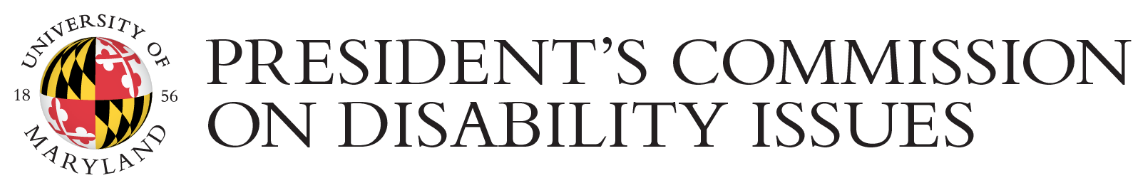 UNIVERSITY OF
18 56
MARYLAND
PRESIDENT'S COMMISSION
ON DISABILITY ISSUES